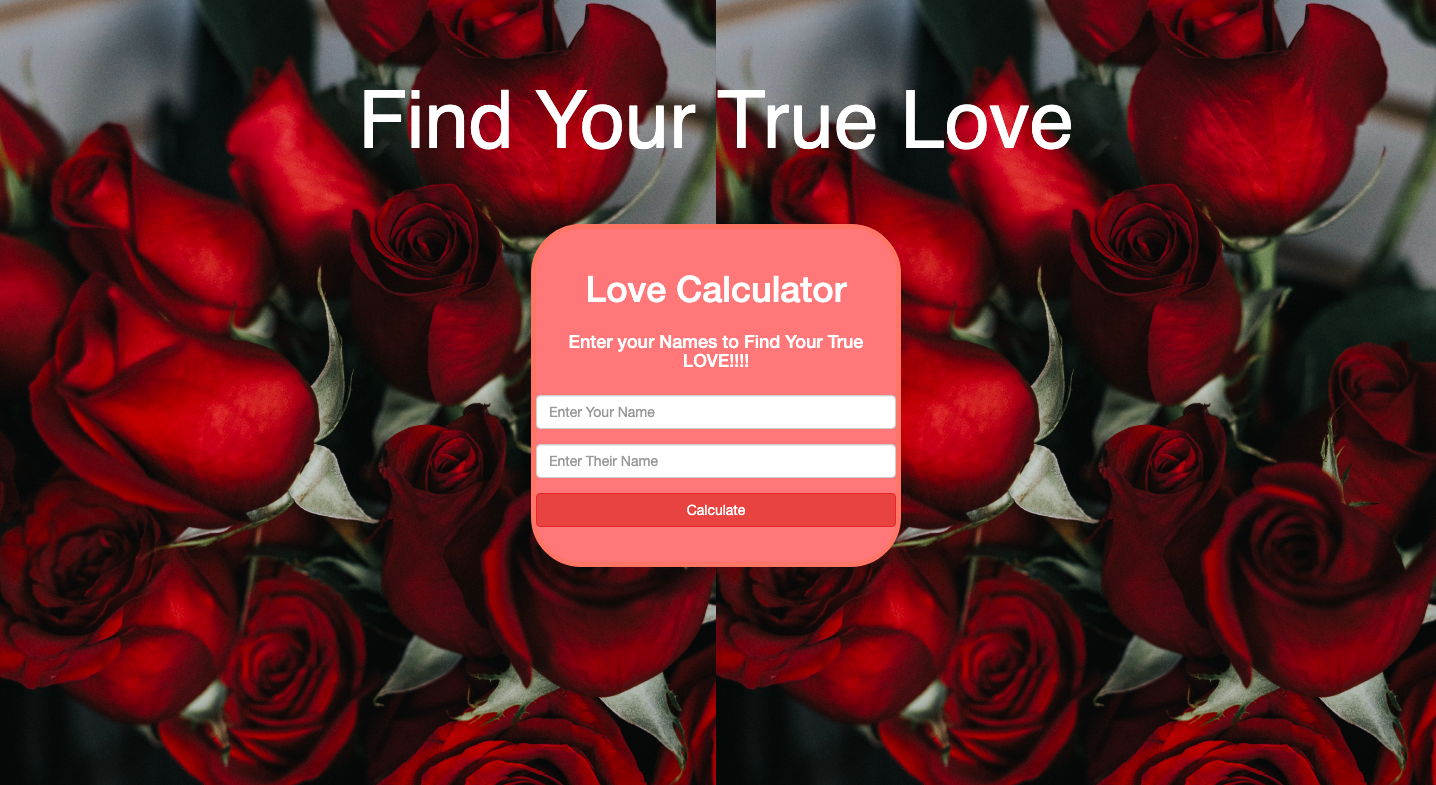 Find Your True Love
Love Calculator
Enter your Names to Find Your True
LOVE!!!!
Enter Your Name
Enter Their Name
Calculate